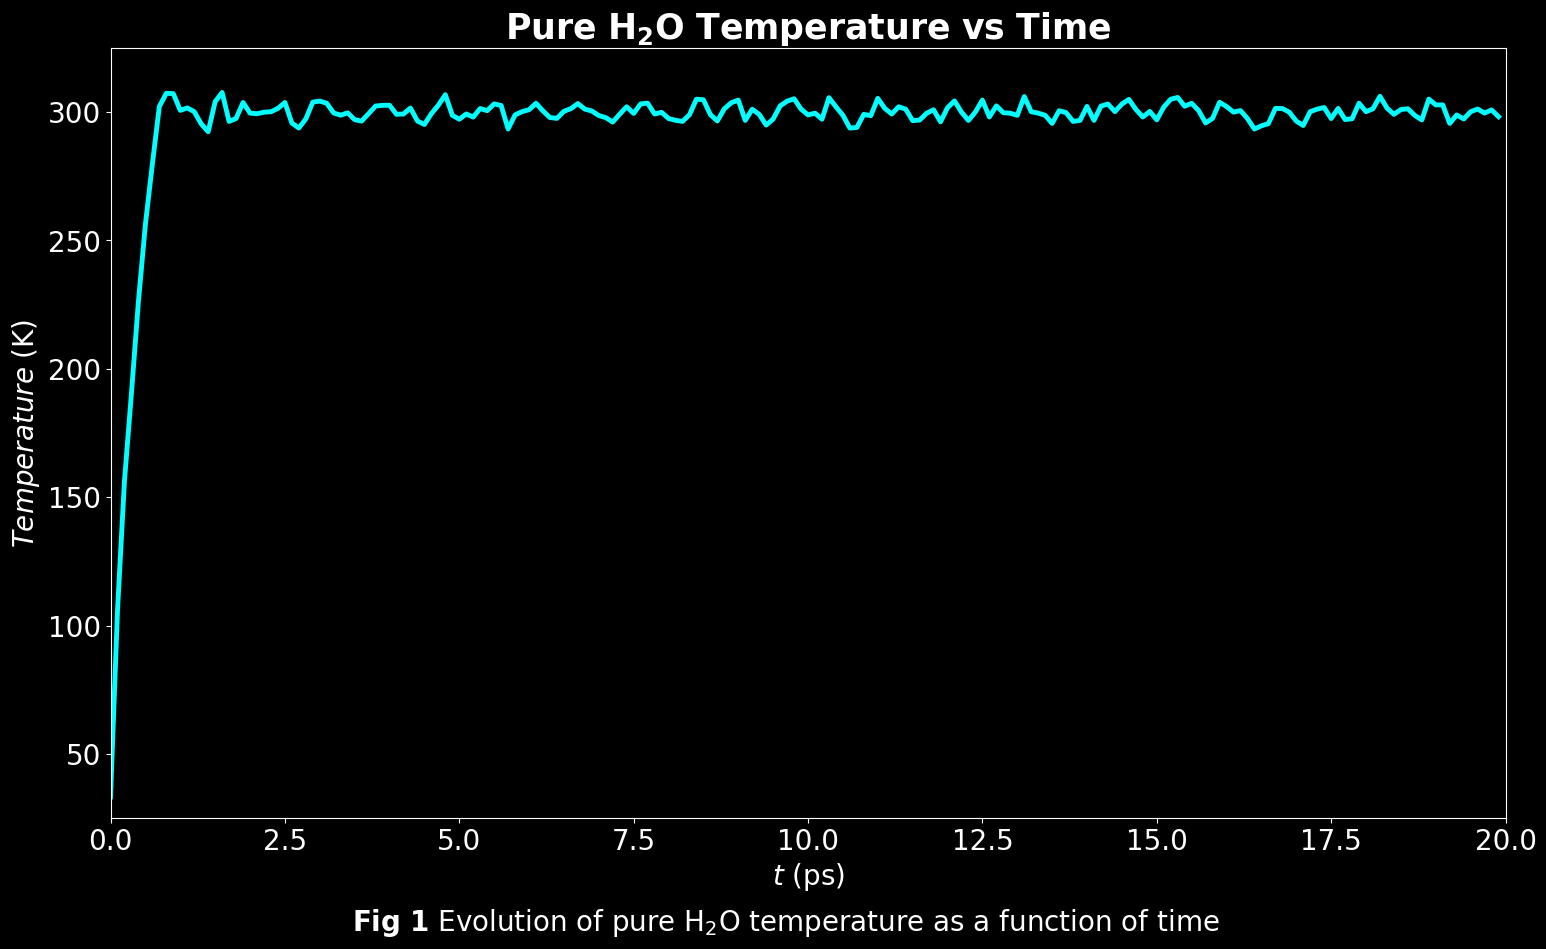 Pure H₂O Temperature vs Time
300
250
200
150
100
50
Temperature (K)
0.0 2.5 5.0 7.5 10.0 12.5 15.0 17.5 20.0
t (ps)
Fig 1 Evolution of pure H₂O temperature as a function of time